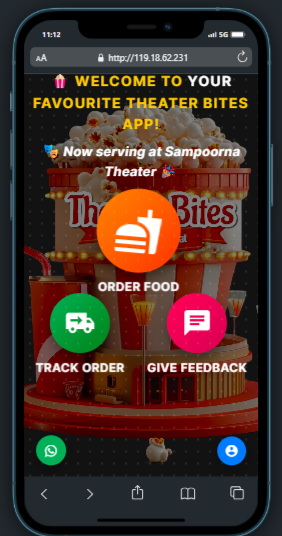 11:12
5G
AA
http://119.18.62.231
🍿 WELCOME TO YOUR
FAVOURITE THEATER BITES
APP!
🎭 Now serving at Sampoorna
Theater 🎉
Th Bites
ORDER FOOD
TRACK ORDER
GIVE FEEDBACK